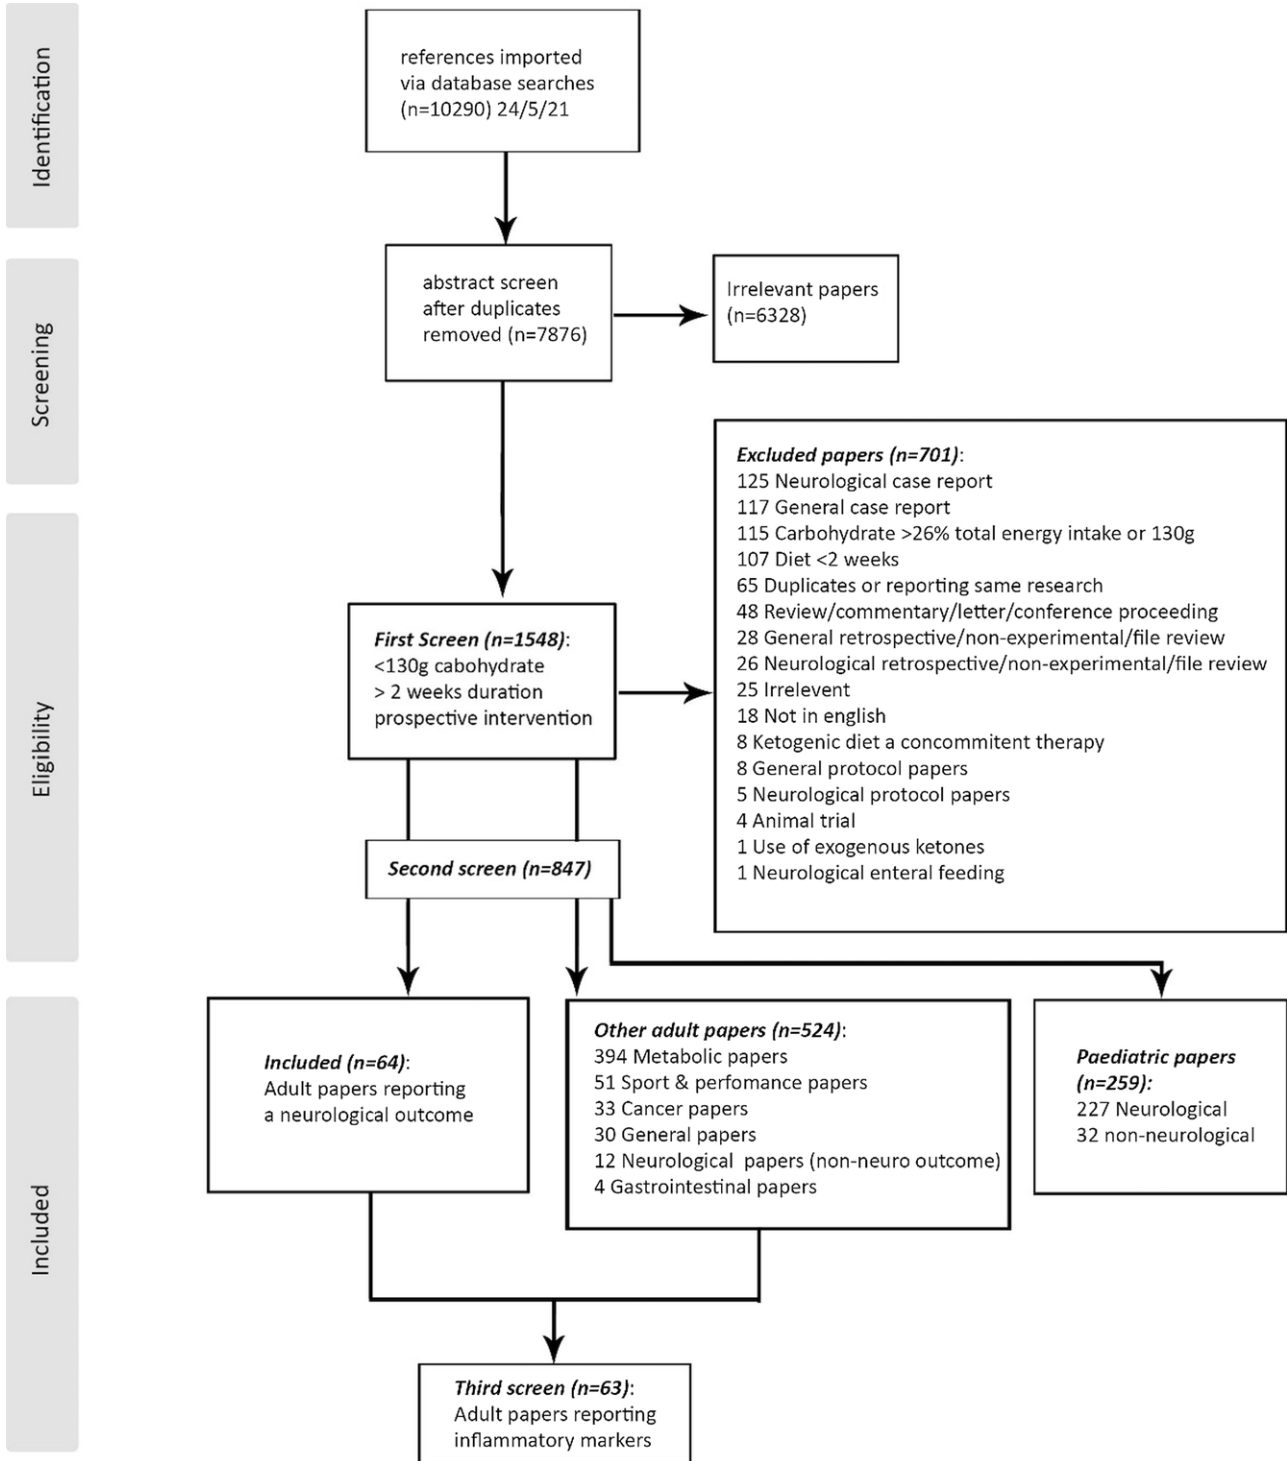 Identification
references imported
via database searches
(n=10290) 24/5/21
Screening
abstract screen
after duplicates
removed (n=7876)
Irrelevant papers
(n=6328)
Eligibility
First Screen (n=1548):
<130g cabohydrate
> 2 weeks duration
prospective intervention
Excluded papers (n=701):
125 Neurological case report
117 General case report
115 Carbohydrate >26% total energy intake or 130g
107 Diet <2 weeks
65 Duplicates or reporting same research
48 Review/commentary/letter/conference proceeding
28 General retrospective/non-experimental/file review
26 Neurological retrospective/non-experimental/file review
25 Irrelevent
18 Not in english
8 Ketogenic diet a concommitent therapy
8 General protocol papers
5 Neurological protocol papers
4 Animal trial
1 Use of exogenous ketones
1 Neurological enteral feeding
Second screen (n=847)
Included
Included (n=64):
Adult papers reporting
a neurological outcome
Other adult papers (n=524):
394 Metabolic papers
51 Sport & perfomance papers
33 Cancer papers
30 General papers
12 Neurological papers (non-neuro outcome)
4 Gastrointestinal papers
Paediatric papers
(n=259):
227 Neurological
32 non-neurological
Third screen (n=63):
Adult papers reporting
inflammatory markers